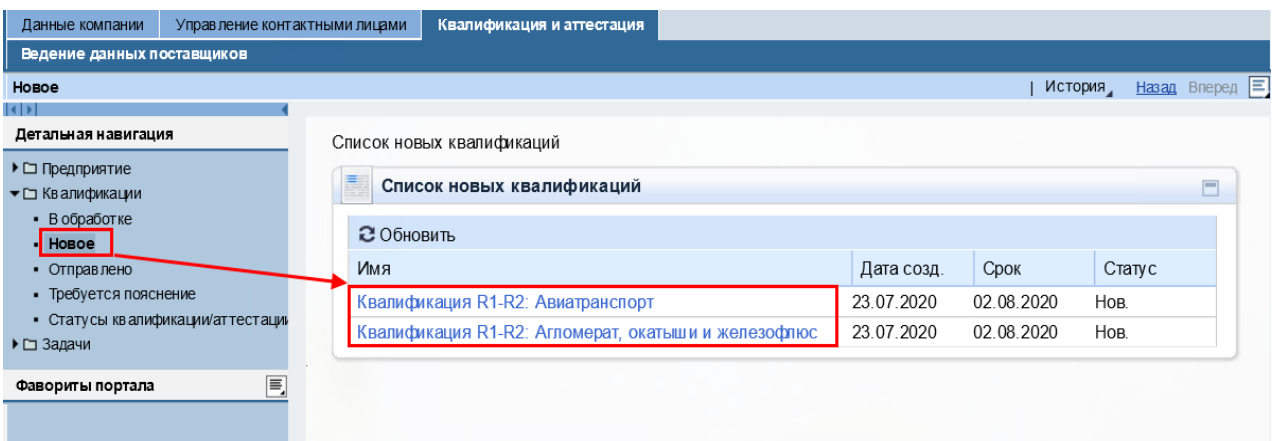 Данные компании Управление контактными лицами Квалификация и аттестация
Ведение данных поставщиков
Новое | История Назад Вперед
Детальная навигация
Предприятие
Квалификации
В обработке
Новое
Отправлено
Требуется пояснение
Статусы квалификации/аттестации
Задачи
Фавориты портала
Список новых квалификаций
Список новых квалификаций
Обновить
Имя Дата созд. Срок Статус
Квалификация R1-R2: Авиатранспорт 23.07.2020 02.08.2020 Нов.
Квалификация R1-R2: Агломерат, окатыши и железофлюс 23.07.2020 02.08.2020 Нов.